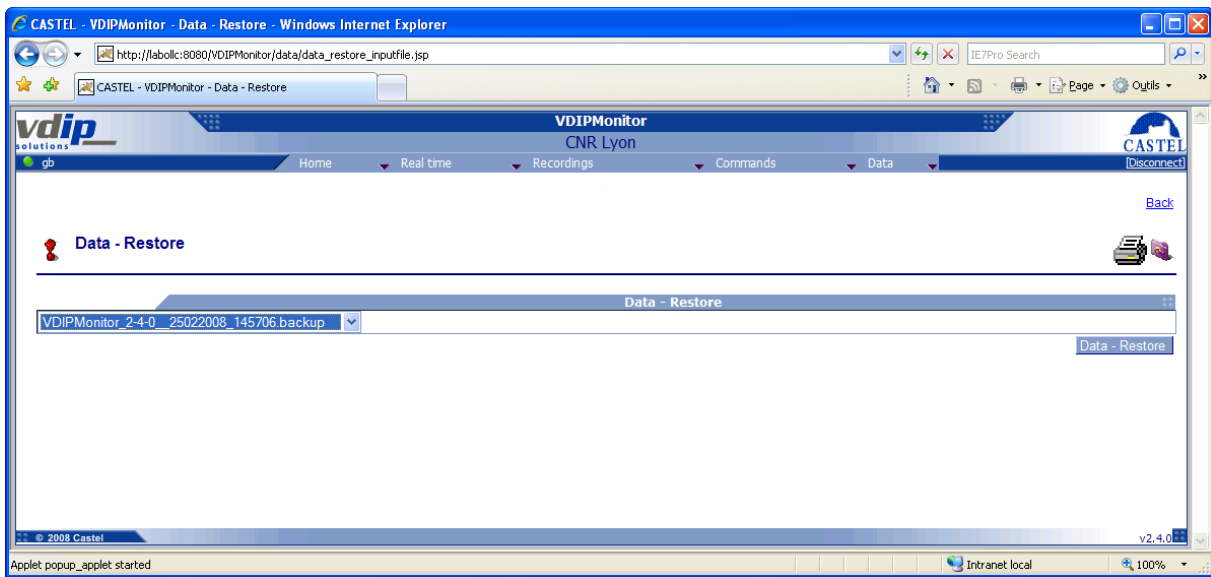 CASTEL - VDIPMonitor - Data - Restore - Windows Internet Explorer
http://labollc:8080/VDIPMonitor/data/data_restore_inputfile.jsp
IE7Pro Search
CASTEL - VDIPMonitor - Data - Restore
Page
Outils
»
vdip
solutions
VDIPMonitor
CNR Lyon
CASTEL
gb
Home
Real time
Recordings
Commands
Data
[Disconnect]
Back
Data - Restore
Data - Restore
VDIPMonitor_2-4-0__25022008_145706.backup
Data - Restore
© 2008 Castel
v2.4.0
Applet popup_applet started
Intranet local
100%